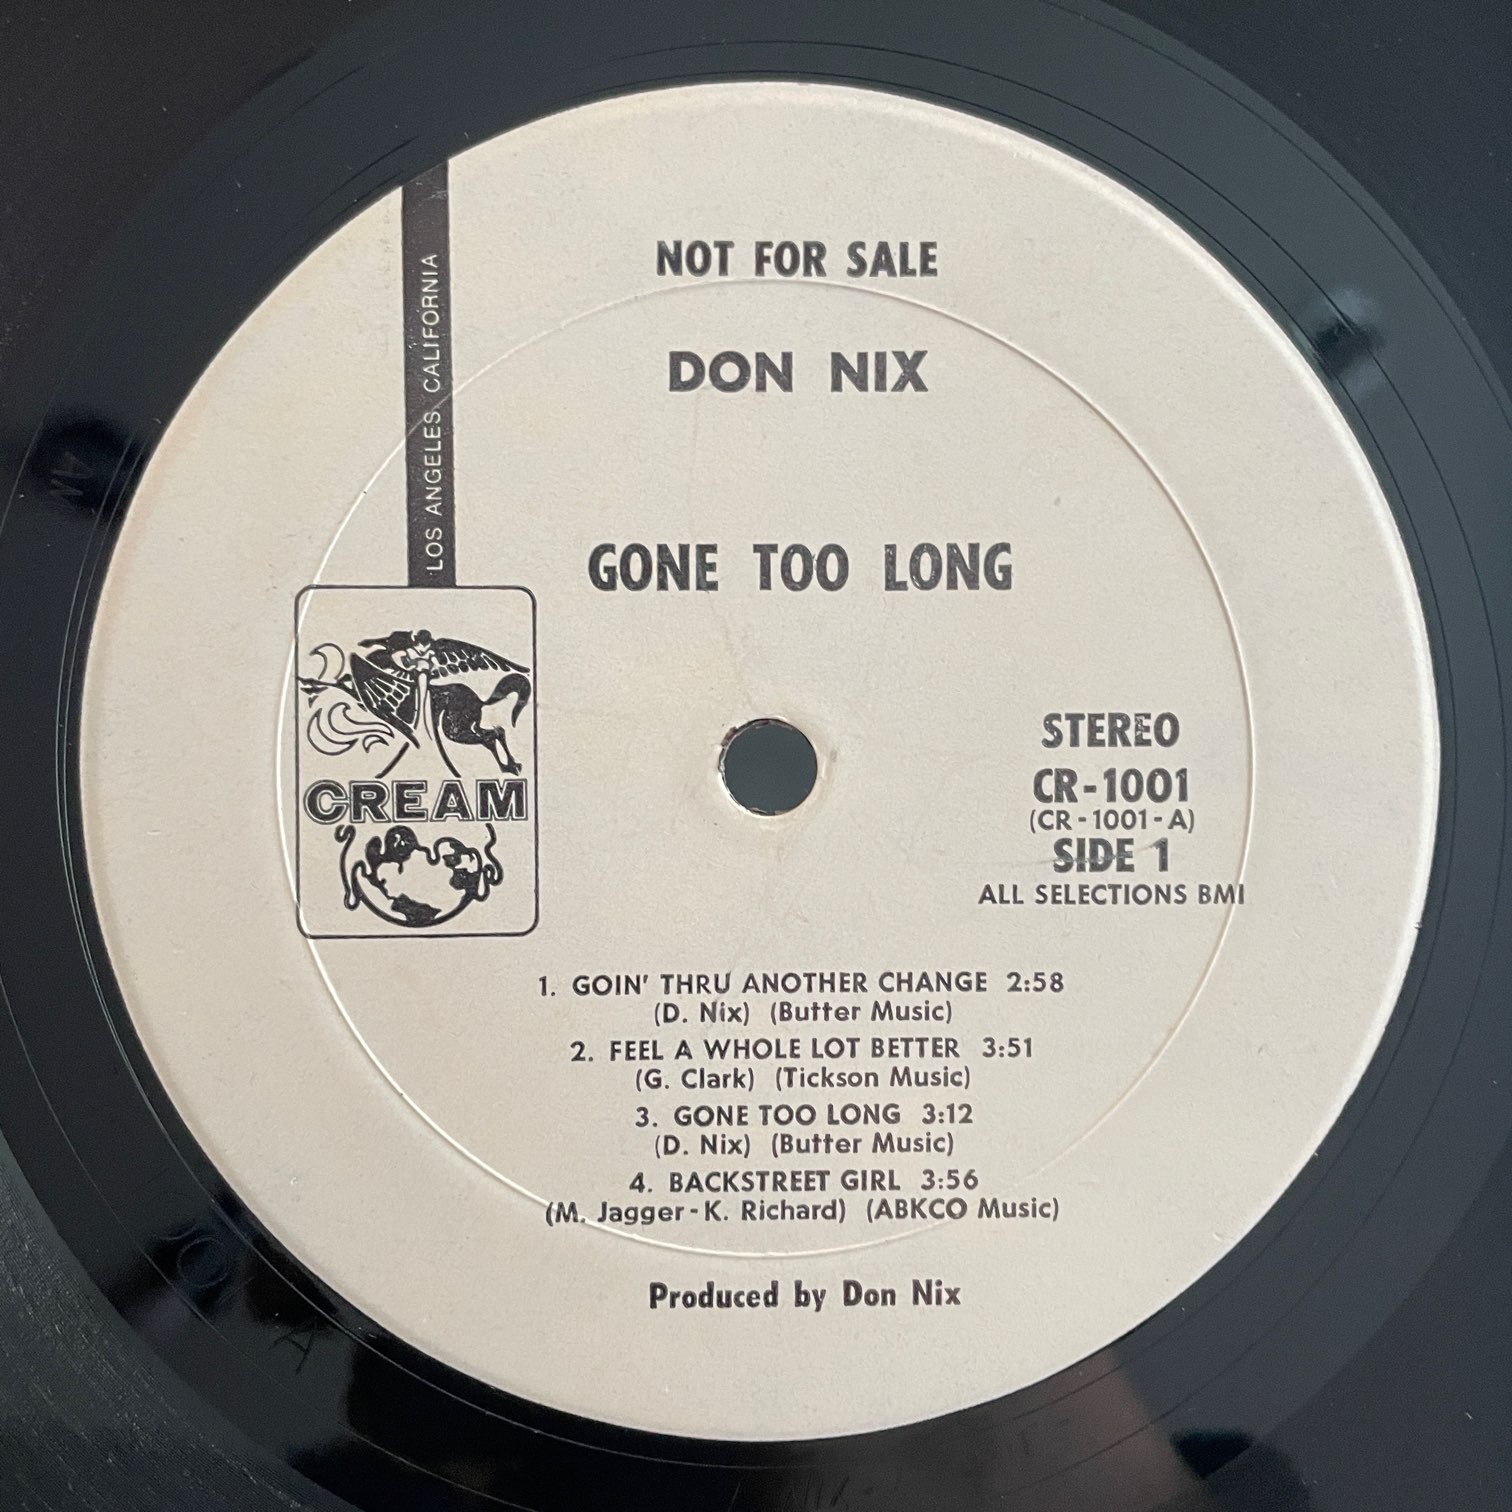 NOT FOR SALE
DON NIX
LOS ANGELES CALIFORNIA
GONE TOO LONG
CREAM
STEREO
CR-1001
(CR-1001-A)
SIDE 1
ALL SELECTIONS BMI
1. GOIN' THRU ANOTHER CHANGE 2:58
(D. Nix) (Butter Music)
2. FEEL A WHOLE LOT BETTER 3:51
(G. Clark) (Tickson Music)
3. GONE TOO LONG 3:12
(D. Nix) (Butter Music)
4. BACKSTREET GIRL 3:56
(M. Jagger-K. Richard) (ABKCO Music)
Produced by Don Nix